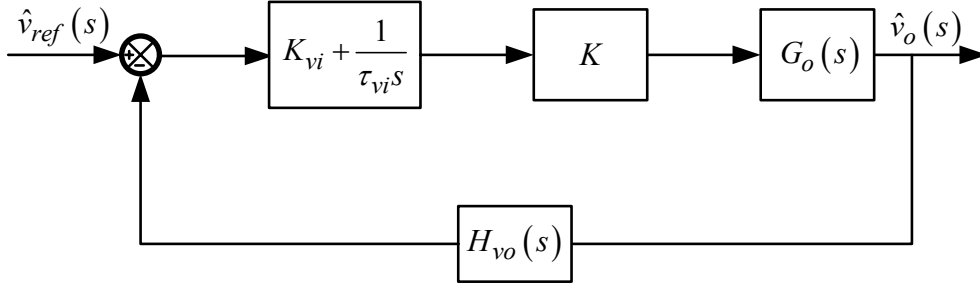 v̂_ref(s)
+
−
K_vi + 1/(τ_vi s)
K
G_o(s)
v̂_o(s)
H_vo(s)